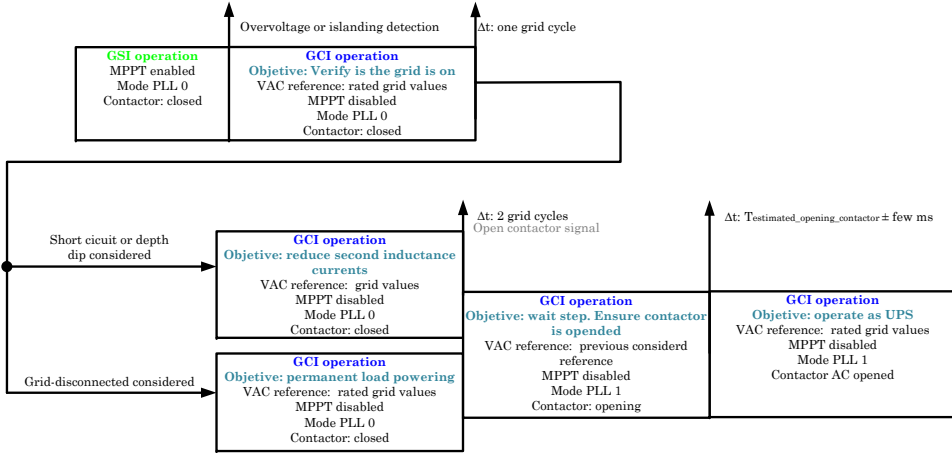 Overvoltage or islanding detection
Δt: one grid cycle
GSI operation
MPPT enabled
Mode PLL 0
Contactor: closed
GCI operation
Objetive: Verify is the grid is on
VAC reference: rated grid values
MPPT disabled
Mode PLL 0
Contactor: closed
Short cicuit or depth
dip considered
GCI operation
Objetive: reduce second inductance
currents
VAC reference: grid values
MPPT disabled
Mode PLL 0
Contactor: closed
Grid-disconnected considered
GCI operation
Objetive: permanent load powering
VAC reference: rated grid values
MPPT disabled
Mode PLL 0
Contactor: closed
Δt: 2 grid cycles
Open contactor signal
GCI operation
Objetive: wait step. Ensure contactor
is opended
VAC reference: previous considerd
reference
MPPT disabled
Mode PLL 1
Contactor: opening
Δt: Testimated_opening_contactor ± few ms
GCI operation
Objetive: operate as UPS
VAC reference: rated grid values
MPPT disabled
Mode PLL 1
Contactor AC opened